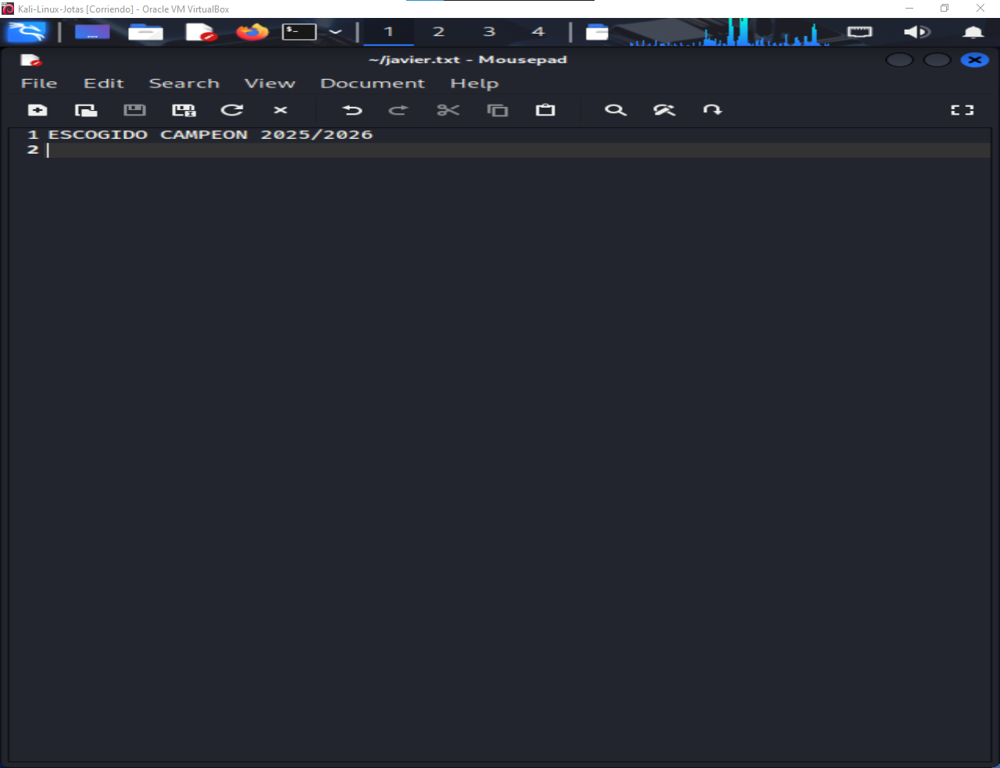 Kali-Linux-Jotas [Corriendo] - Oracle VM VirtualBox
$-
1 2 3 4
~/javier.txt - Mousepad
File Edit Search View Document Help
1 ESCOGIDO CAMPEON 2025/2026
2